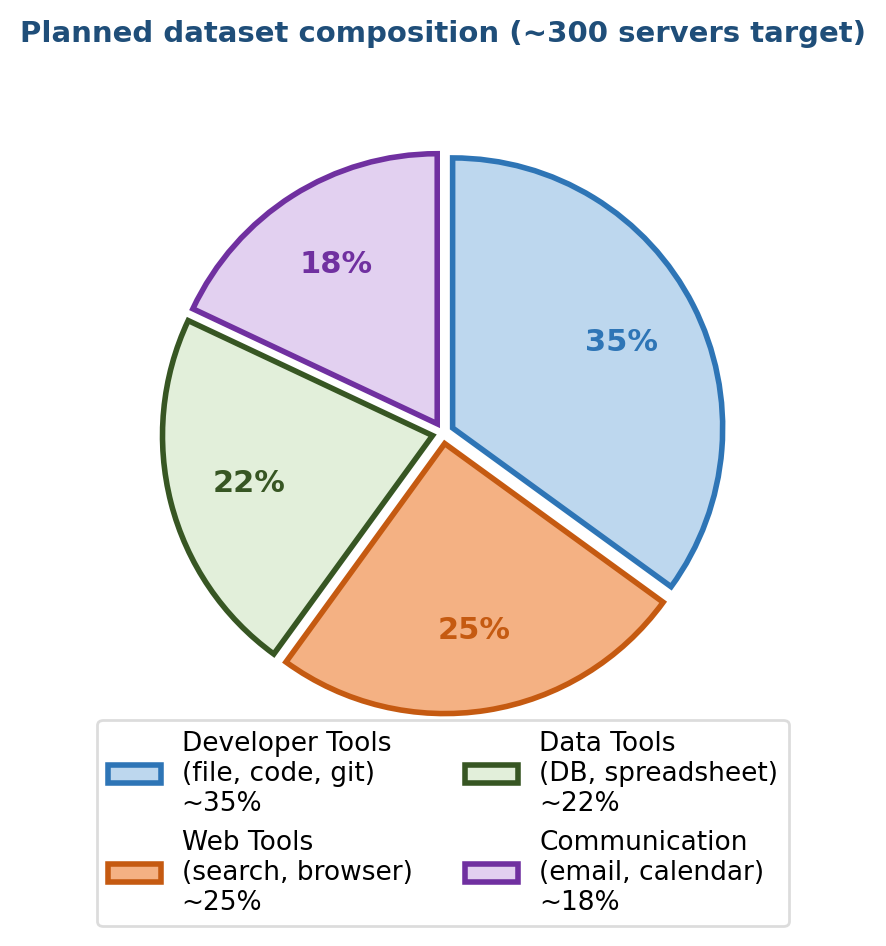 Planned dataset composition (~300 servers target)
18%
35%
22%
25%
Developer Tools
(file, code, git)
~35%
Web Tools
(search, browser)
~25%
Data Tools
(DB, spreadsheet)
~22%
Communication
(email, calendar)
~18%